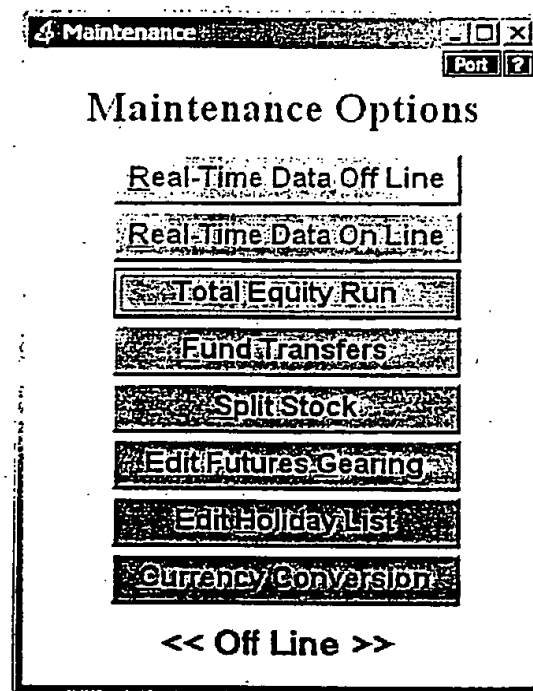 Maintenance
Port ?
Maintenance Options
Real-Time Data Off Line
Real-Time Data On Line
Total Equity Run
Fund Transfers
Split Stock
Edit Futures Gearing
Edit Holiday List
Currency Conversion
<< Off Line >>